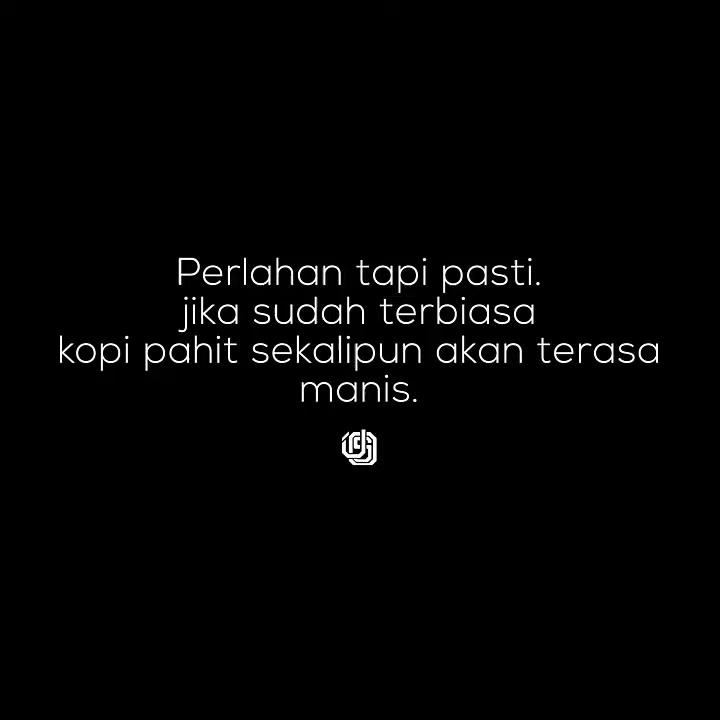 Perlahan tapi pasti.
jika sudah terbiasa
kopi pahit sekalipun akan terasa
manis.